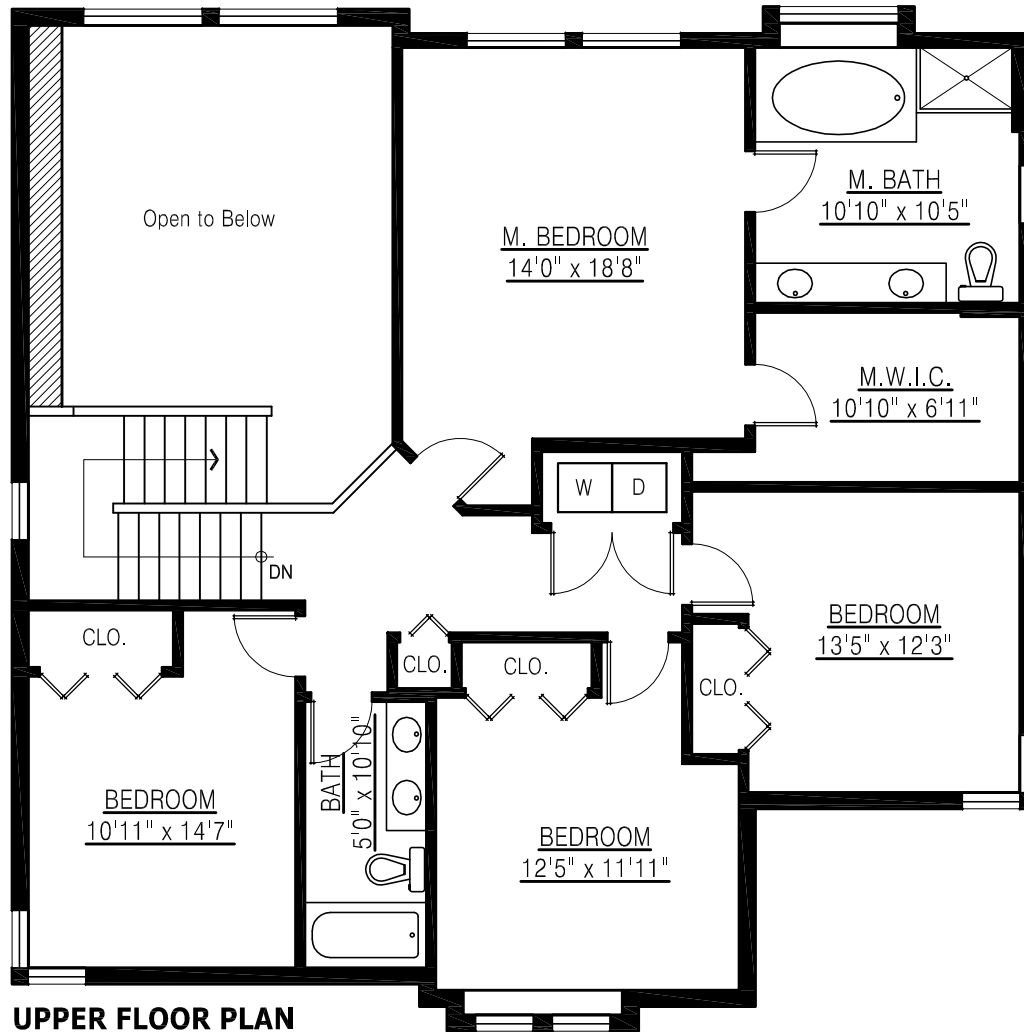 Open to Below
M. BEDROOM
14'0" x 18'8"
M. BATH
10'10" x 10'5"
M.W.I.C.
10'10" x 6'11"
W
D
DN
CLO.
CLO.
CLO.
CLO.
BEDROOM
13'5" x 12'3"
BEDROOM
10'11" x 14'7"
BATH
5'0" x 10'10"
BEDROOM
12'5" x 11'11"
UPPER FLOOR PLAN